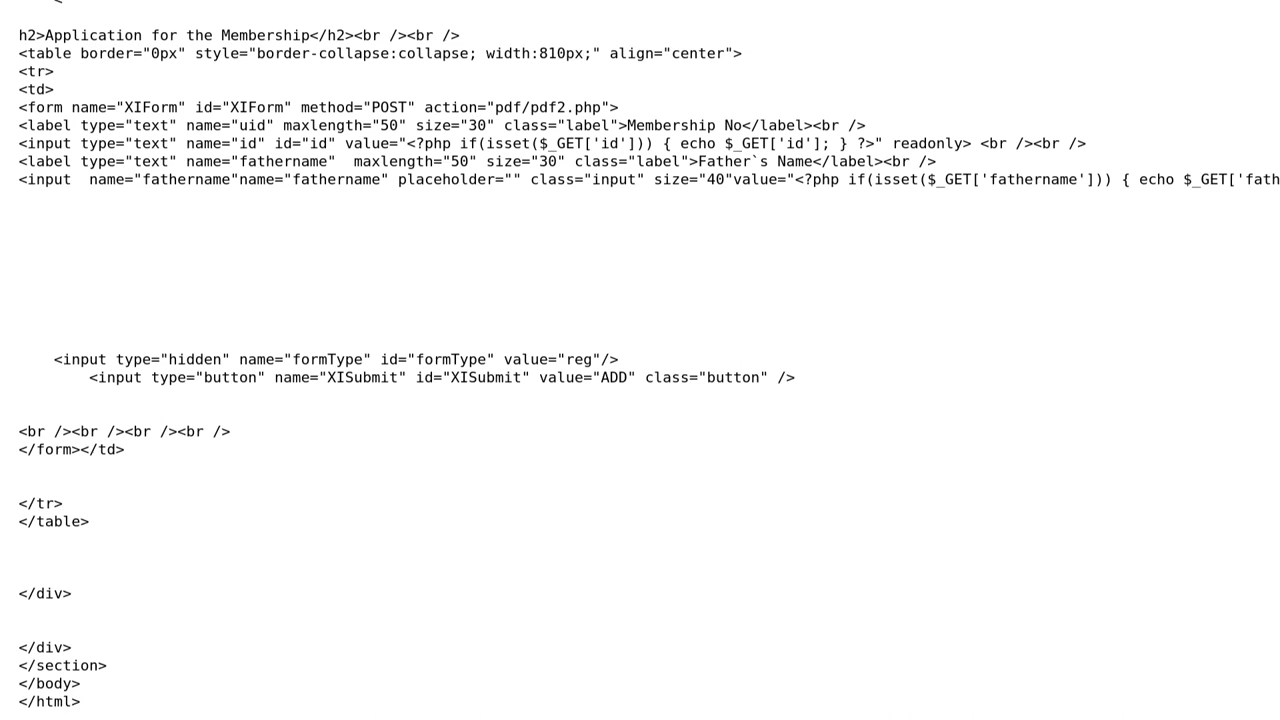 <
h2>Application for the Membership</h2><br /><br />
<table border="0px" style="border-collapse:collapse; width:810px;" align="center">
<tr>
<td>
<form name="XIForm" id="XIForm" method="POST" action="pdf/pdf2.php">
<label type="text" name="uid" maxlength="50" size="30" class="label">Membership No</label><br />
<input type="text" name="id" id="id" value="<?php if(isset($_GET['id'])) { echo $_GET['id']; } ?>" readonly> <br /><br />
<label type="text" name="fathername"  maxlength="50" size="30" class="label">Father`s Name</label><br />
<input  name="fathername"name="fathername" placeholder="" class="input" size="40"value="<?php if(isset($_GET['fathername'])) { echo $_GET['fath
<input type="hidden" name="formType" id="formType" value="reg"/>
<input type="button" name="XISubmit" id="XISubmit" value="ADD" class="button" />
<br /><br /><br /><br />
</form></td>
</tr>
</table>
</div>
</div>
</section>
</body>
</html>